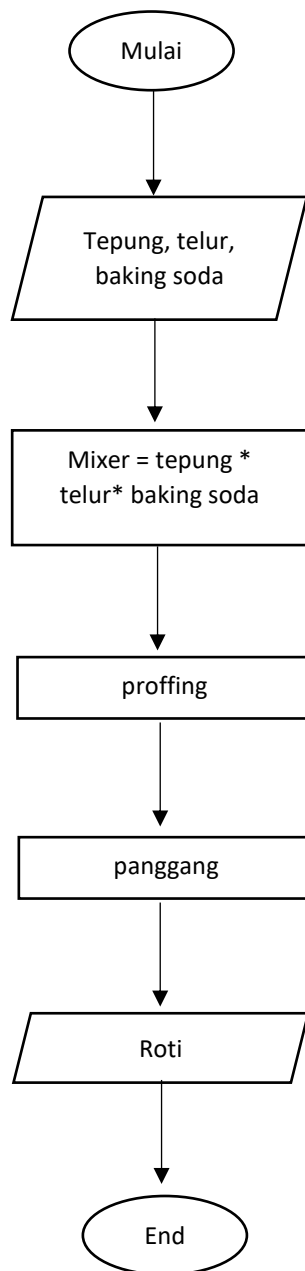 Mulai
Tepung, telur,
baking soda
Mixer = tepung *
telur* baking soda
proffing
panggang
Roti
End